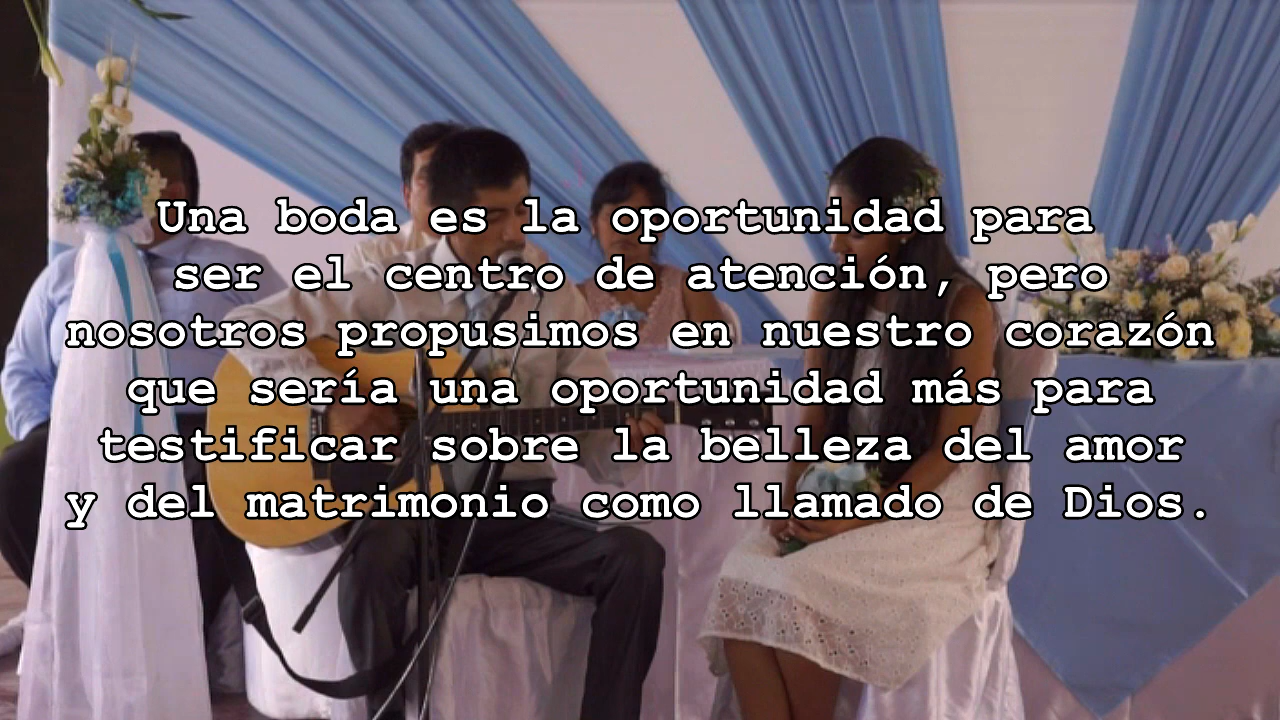 Una boda es la oportunidad para
ser el centro de atención, pero
nosotros propusimos en nuestro corazón
que sería una oportunidad más para
testificar sobre la belleza del amor
y del matrimonio como llamado de Dios.